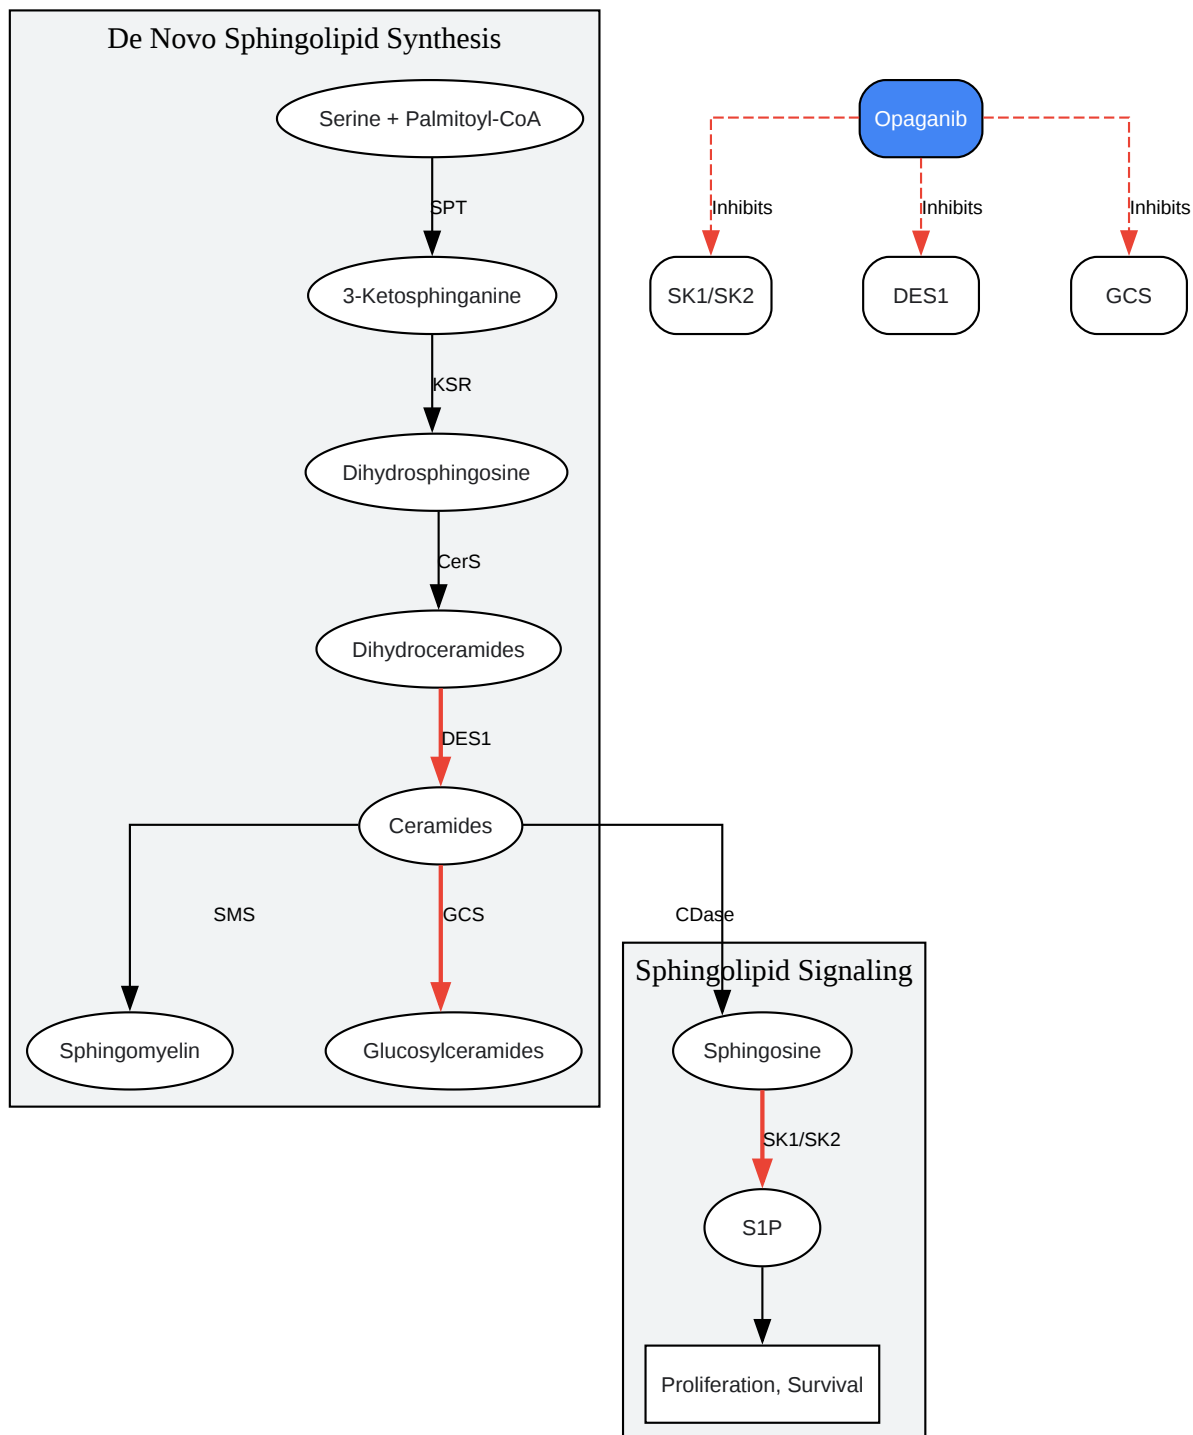 De Novo Sphingolipid Synthesis
Serine + Palmitoyl-CoA
Opaganib
SPT
Inhibits
Inhibits
Inhibits
3-Ketosphinganine
SK1/SK2
DES1
GCS
KSR
Dihydrosphingosine
CerS
Dihydroceramides
DES1
Ceramides
SMS
GCS
CDase
Sphingolipid Signaling
Sphingomyelin
Glucosylceramides
Sphingosine
SK1/SK2
S1P
Proliferation, Survival